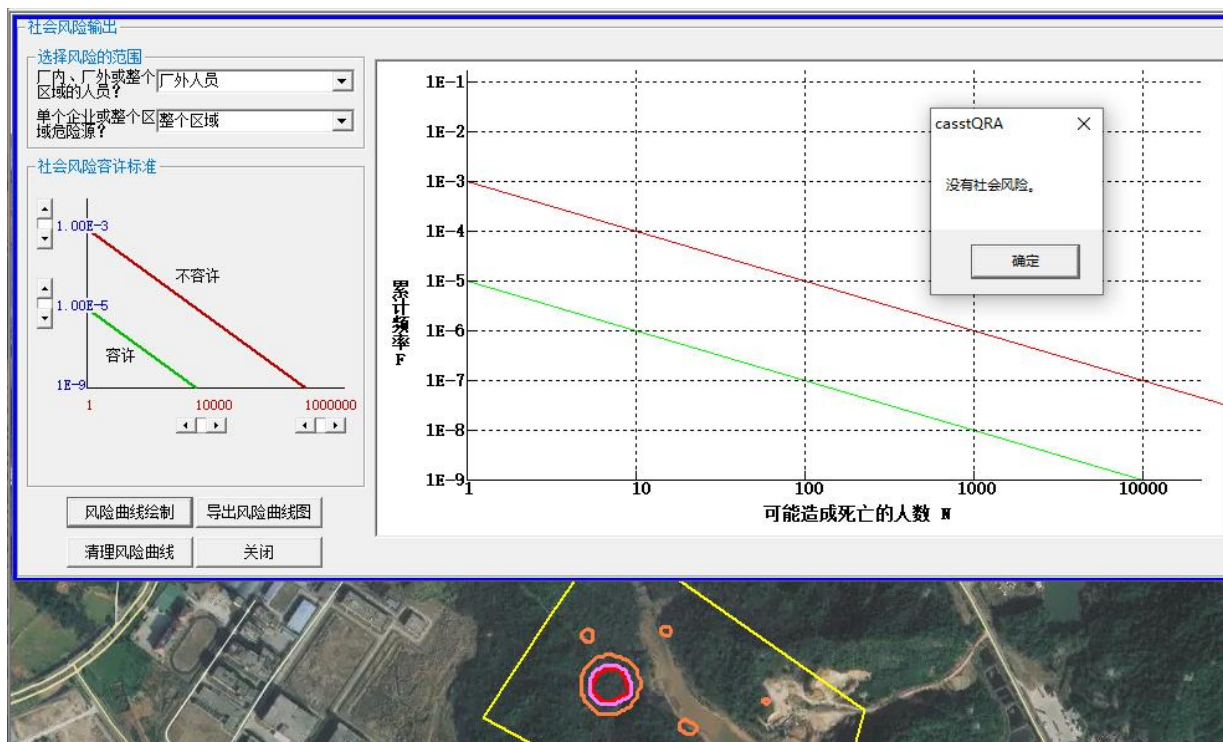 社会风险输出
选择风险的范围
厂内、厂外或整个
区域的人员?
厂外人员
单个企业或整个区
域危险源?
整个区域
社会风险容许标准
1.00E-3
不容许
1.00E-5
容许
1E-9
1
10000
1000000
风险曲线绘制
导出风险曲线图
清理风险曲线
关闭
1E-1
1E-2
1E-3
1E-4
1E-5
1E-6
1E-7
1E-8
1E-9
累计频率F
1
10
100
1000
10000
可能造成死亡的人数 N
casstQRA
没有社会风险。
确定